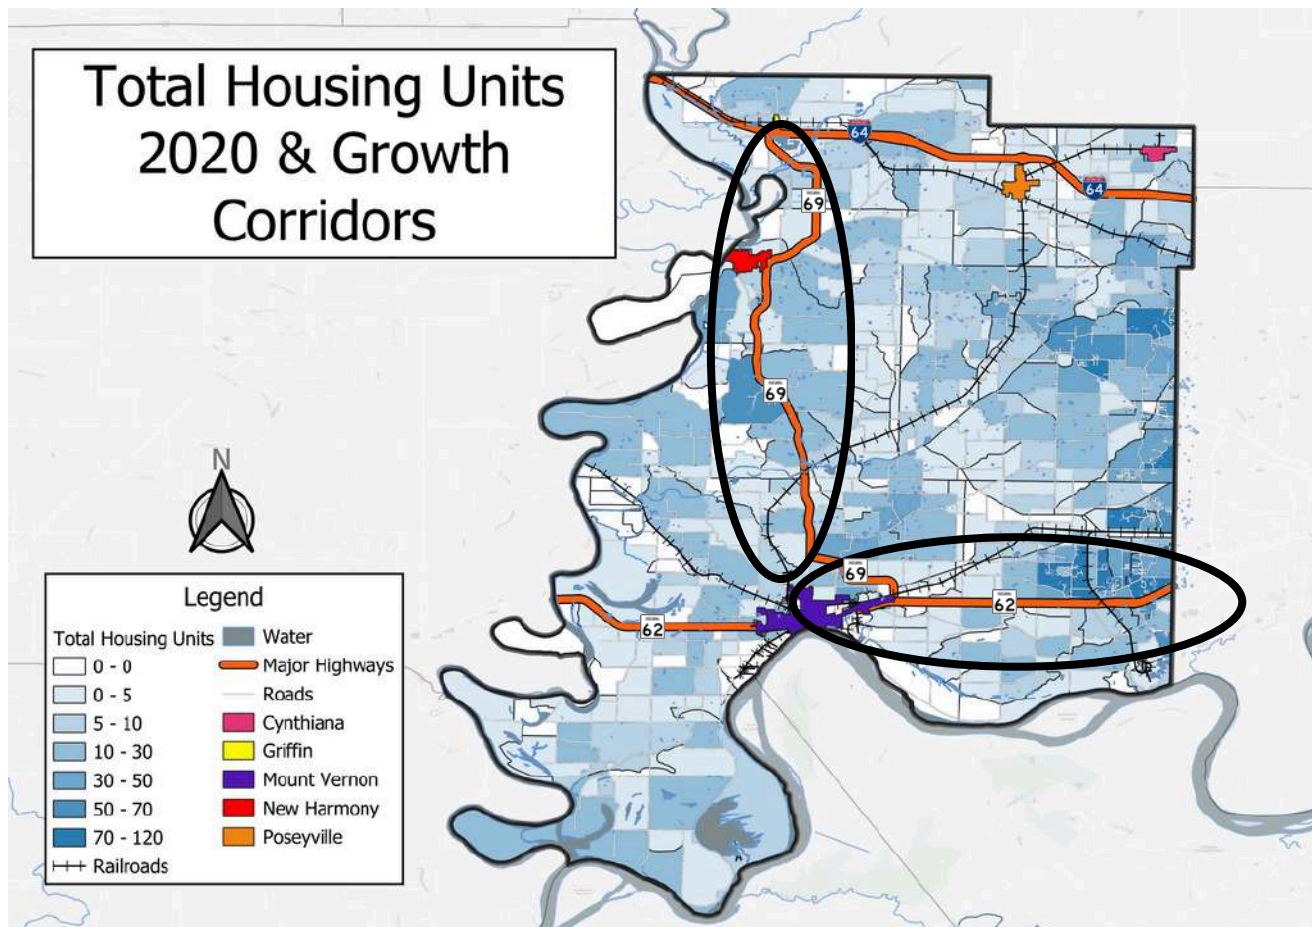 Total Housing Units
2020 & Growth
Corridors
64
64
69
69
69
62
62
N
Legend
Total Housing Units
0 - 0
0 - 5
5 - 10
10 - 30
30 - 50
50 - 70
70 - 120
Railroads
Water
Major Highways
Roads
Cynthiana
Griffin
Mount Vernon
New Harmony
Poseyville